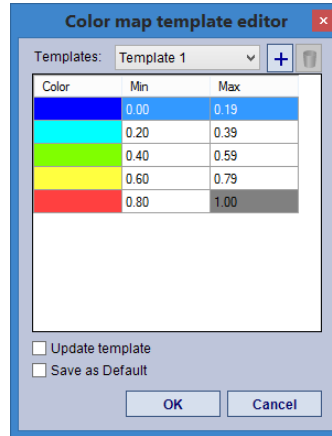 Color map template editor x
Templates: Template 1 +
Color Min Max
0.00 0.19
0.20 0.39
0.40 0.59
0.60 0.79
0.80 1.00
Update template
Save as Default
OK Cancel